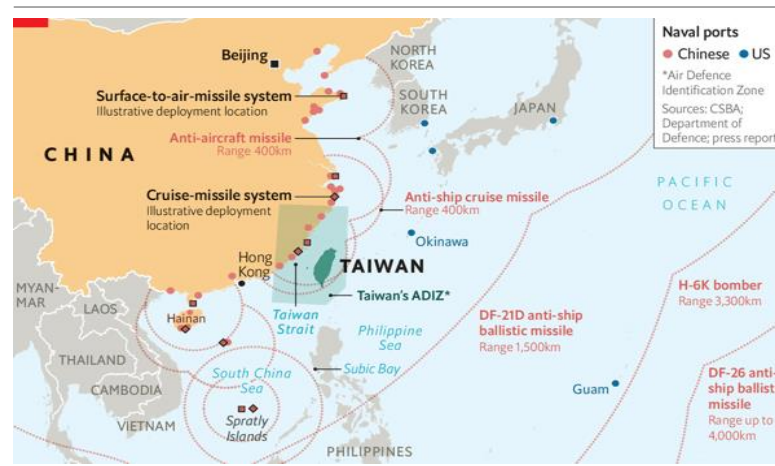 Naval ports
Chinese US
*Air Defence
Identification Zone
Sources: CSBA;
Department of
Defence; press report
Beijing
NORTH
KOREA
Surface-to-air-missile system
Illustrative deployment location
SOUTH
KOREA
JAPAN
Anti-aircraft missile
Range 400km
CHINA
PACIFIC
OCEAN
Cruise-missile system
Illustrative deployment
location
Anti-ship cruise missile
Range 400km
Okinawa
Hong
Kong
TAIWAN
MYAN-
MAR
LAOS
Hainan
Taiwan
Strait
Taiwan's ADIZ*
Philippine
Sea
DF-21D anti-ship
ballistic missile
Range 1,500km
H-6K bomber
Range 3,300km
THAILAND
CAMBODIA
VIETNAM
South China
Sea
Subic Bay
Spratly
Islands
PHILIPPINES
Guam
DF-26 anti-
ship ballist
missile
Range up to
4,000km